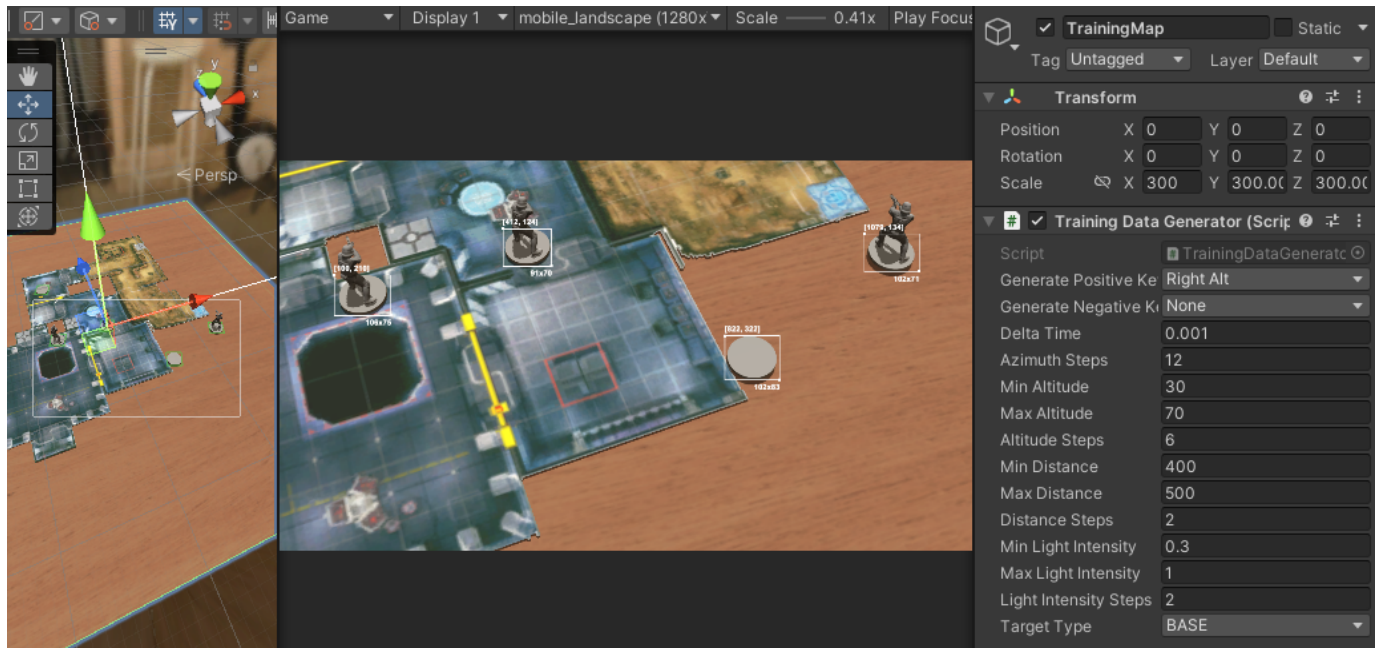 Game Display 1 mobile_landscape (1280x Scale 0.41x Play Focus
y
z
x
Persp
[412, 124]
91x70
[100, 210]
106x75
[1079, 134]
102x71
[822, 322]
102x83
TrainingMap Static
Tag Untagged Layer Default
Transform
Position X 0 Y 0 Z 0
Rotation X 0 Y 0 Z 0
Scale X 300 Y 300.00 Z 300.00
# Training Data Generator (Scrip
Script TrainingDataGenerato
Generate Positive Ke Right Alt
Generate Negative Ke None
Delta Time 0.001
Azimuth Steps 12
Min Altitude 30
Max Altitude 70
Altitude Steps 6
Min Distance 400
Max Distance 500
Distance Steps 2
Min Light Intensity 0.3
Max Light Intensity 1
Light Intensity Steps 2
Target Type BASE